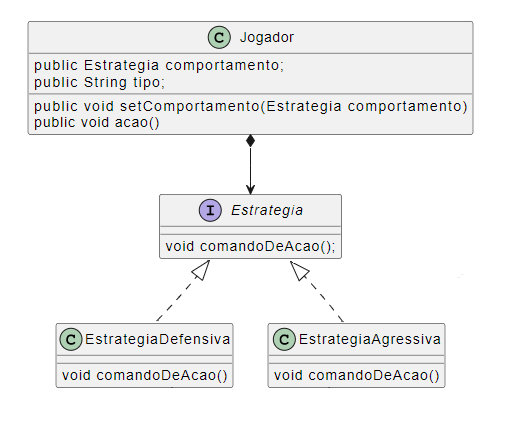 C Jogador
public Estrategia comportamento;
public String tipo;
public void setComportamento(Estrategia comportamento)
public void acao()
I Estrategia
void comandoDeAcao();
C EstrategiaDefensiva
void comandoDeAcao()
C EstrategiaAgressiva
void comandoDeAcao()